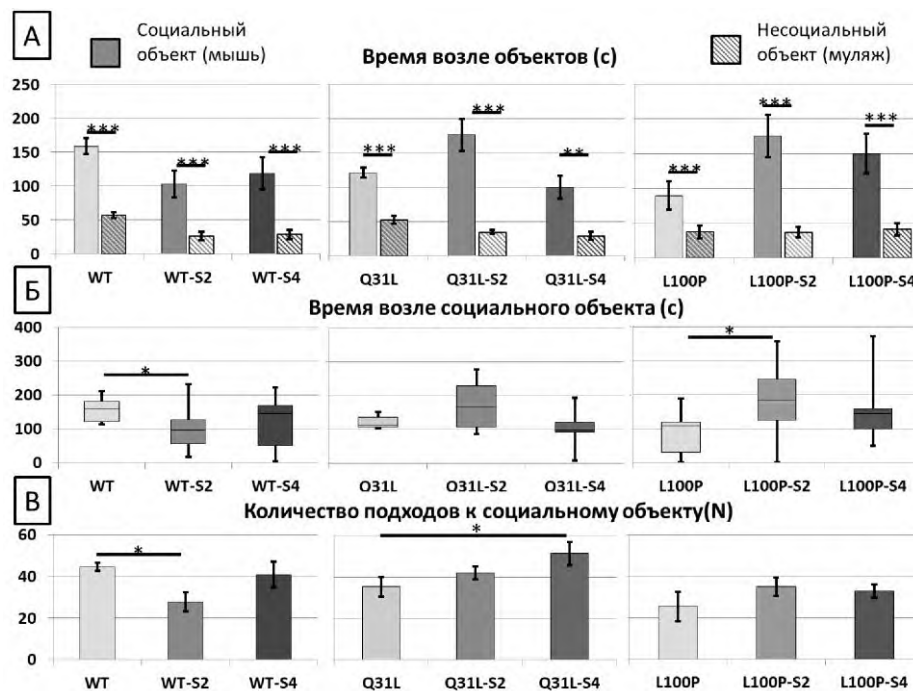 А
Социальный
объект (мышь)
Время возле объектов (с)
Несоциальный
объект (муляж)
250
200
150
100
50
0
***
***
***
***
***
**
***
***
***
WT
WT-S2
WT-S4
Q31L
Q31L-S2
Q31L-S4
L100P
L100P-S2
L100P-S4
Б
Время возле социального объекта (с)
400
300
200
100
0
*
*
WT
WT-S2
WT-S4
O31L
O31L-S2
O31L-S4
L100P
L100P-S2
L100P-S4
В
Количество подходов к социальному объекту(N)
60
40
20
0
*
*
WT
WT-S2
WT-S4
Q31L
Q31L-S2
Q31L-S4
L100P
L100P-S2
L100P-S4